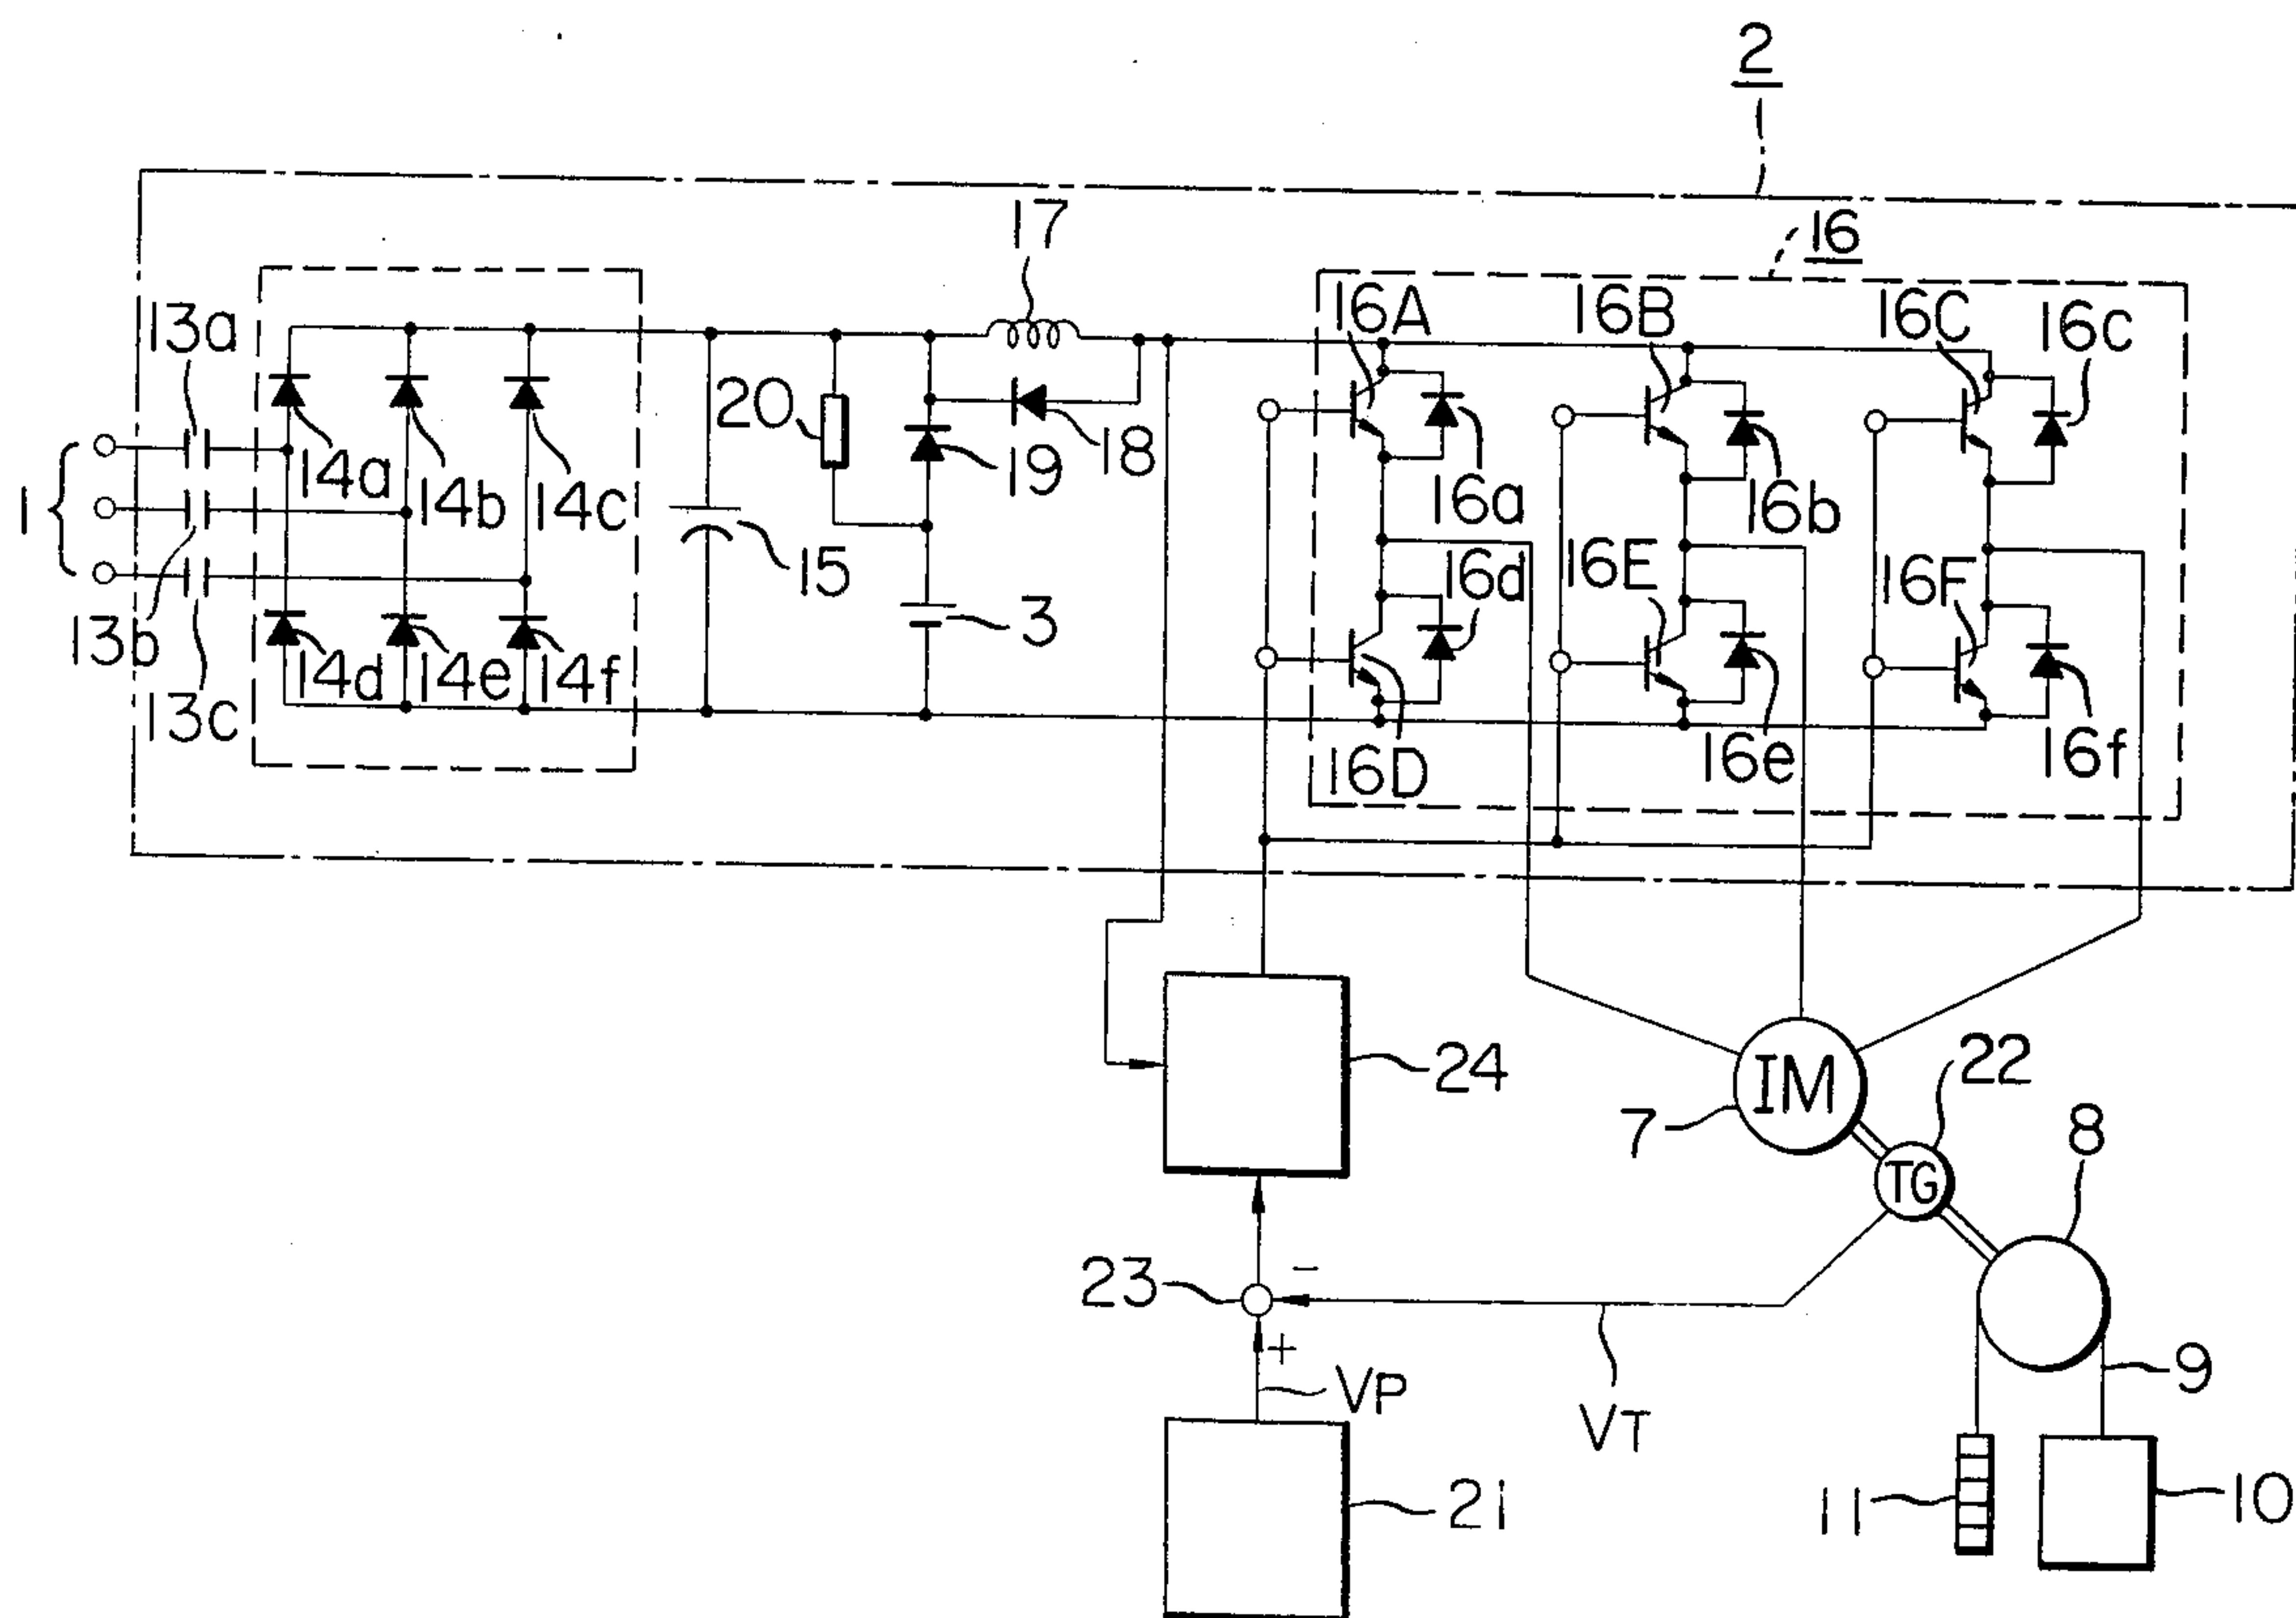 2
17
16
13a
16A
16B
16C
16c
20
18
19
14a
14b
14c
16a
16b
1
15
16d
16E
16F
13b
3
14d
14e
14f
13c
16D
16e
16f
24
IM
22
7
8
TG
23
-
+
VP
VT
9
21
11
10